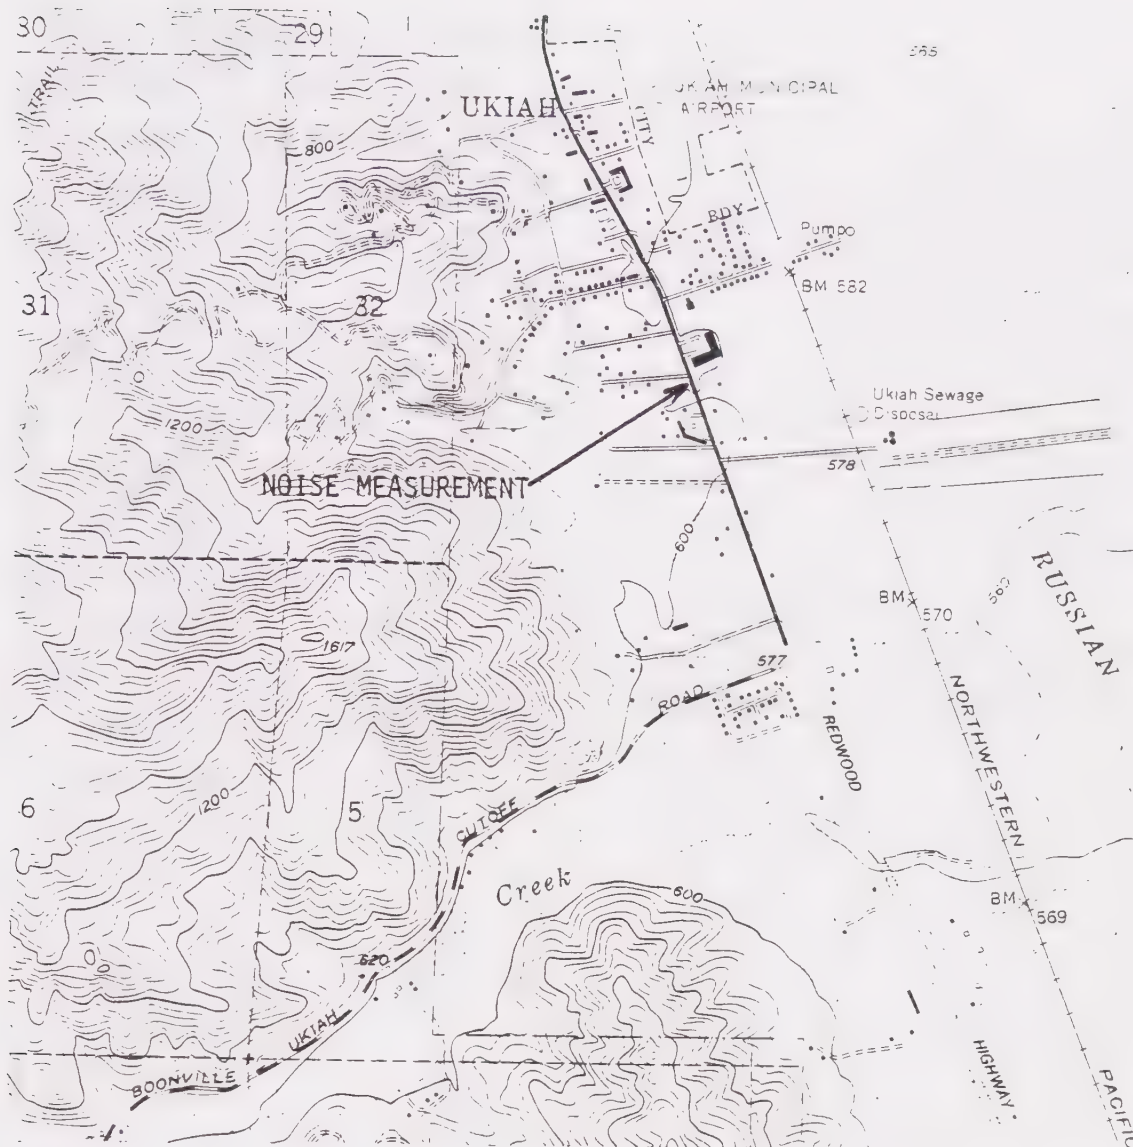 30
29
565
TRAIL
UKIAH
UKIAH MUNICIPAL
AIRPORT
CITY
800
BDY
Pumpo
BM 582
31
32
Ukiah Sewage
Disposal
1200
578
NOISE MEASUREMENT
600
RUSSIAN
560
BM
570
1617
577
ROAD
NORTHWESTERN
REDWOOD
6
1200
5
CUTOFF
Creek
600
BM
569
620
UKIAH
HIGHWAY
BOONVILLE
PACIFIC